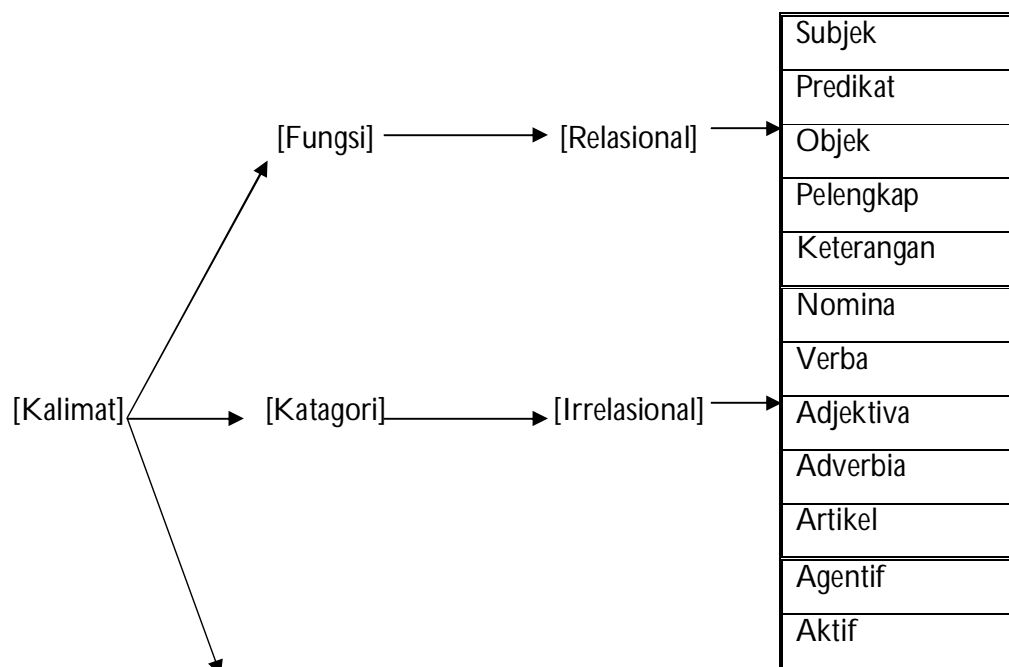 Subjek
Predikat
[Fungsi] [Relasional] Objek
Pelengkap
Keterangan
Nomina
Verba
[Kalimat] [Katagori] [Irrelasional] Adjektiva
Adverbia
Artikel
Agentif
Aktif